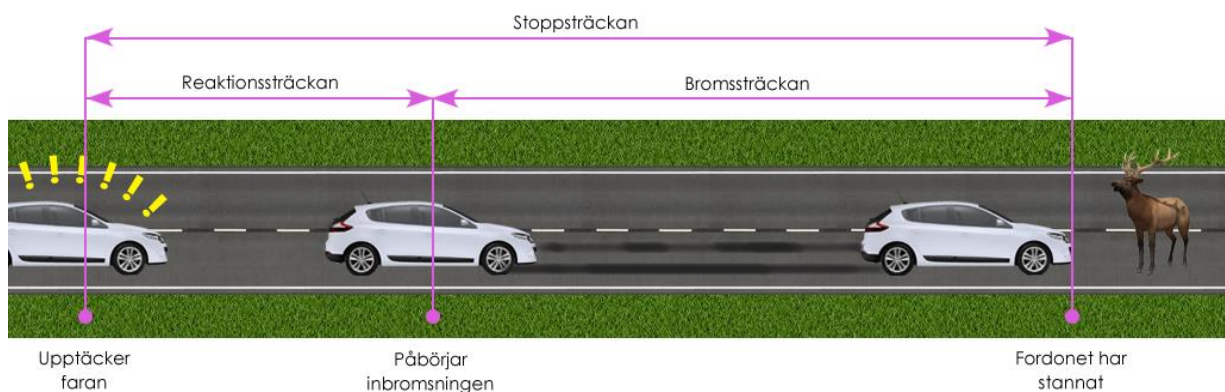 Stoppsträckan
Reaktionssträckan
Bromssträckan
Upptäcker
faran
Påbörjar
inbromsningen
Fordonet har
stannat